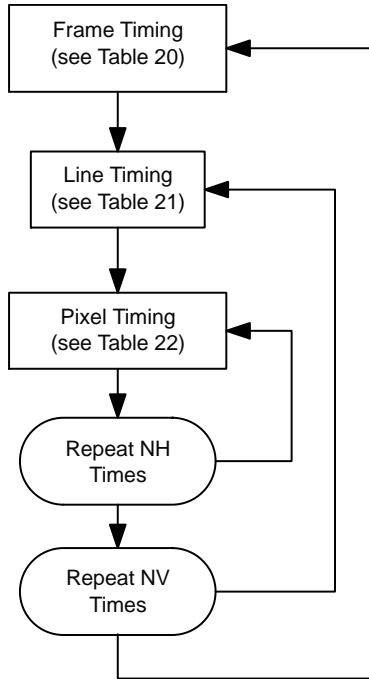 Frame Timing
(see Table 20)
Line Timing
(see Table 21)
Pixel Timing
(see Table 22)
Repeat NH
Times
Repeat NV
Times